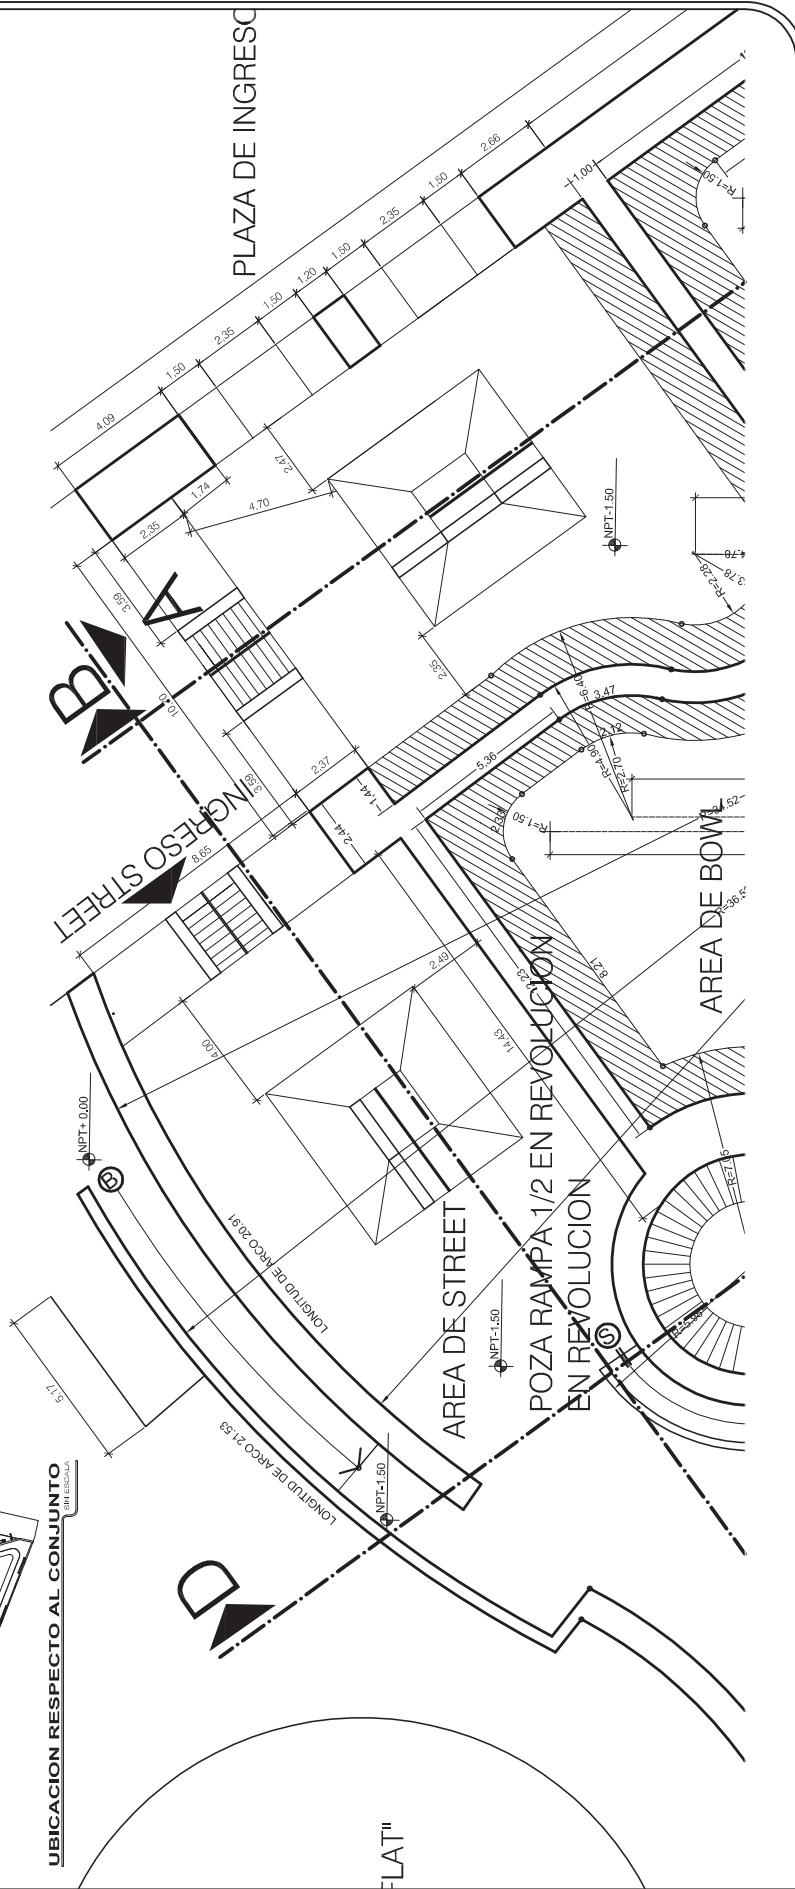 PLAZA DE INGRESO
2,66
1,50
2,35
1,50
1,20
1,50
2,35
1,50
4,09
1,00
R=1.50
2,47
1,74
4,70
2,35
3,59
A
B
10,40
NPT-1.50
4.78
3.78
R=2.28
2,35
R=6.40
3,47
2,12
R=4.90
R=2.70
5,36
2,37
1,44
3,59
2,44
INGRESO STREET
8,65
R=1.50
AREA DE BOWL
8,21
2,49
14,43
4,00
NPT+ 0.00
B
LONGITUD DE ARCO 20.91
AREA DE STREET
POZA RAMPA 1/2 EN REVOLUCION
EN REVOLUCION
R=7.05
NPT-1.50
S
5,17
LONGITUD DE ARCO 21.53
NPT-1.50
D
UBICACION RESPECTO AL CONJUNTO
SIN ESCALA
FLAT"